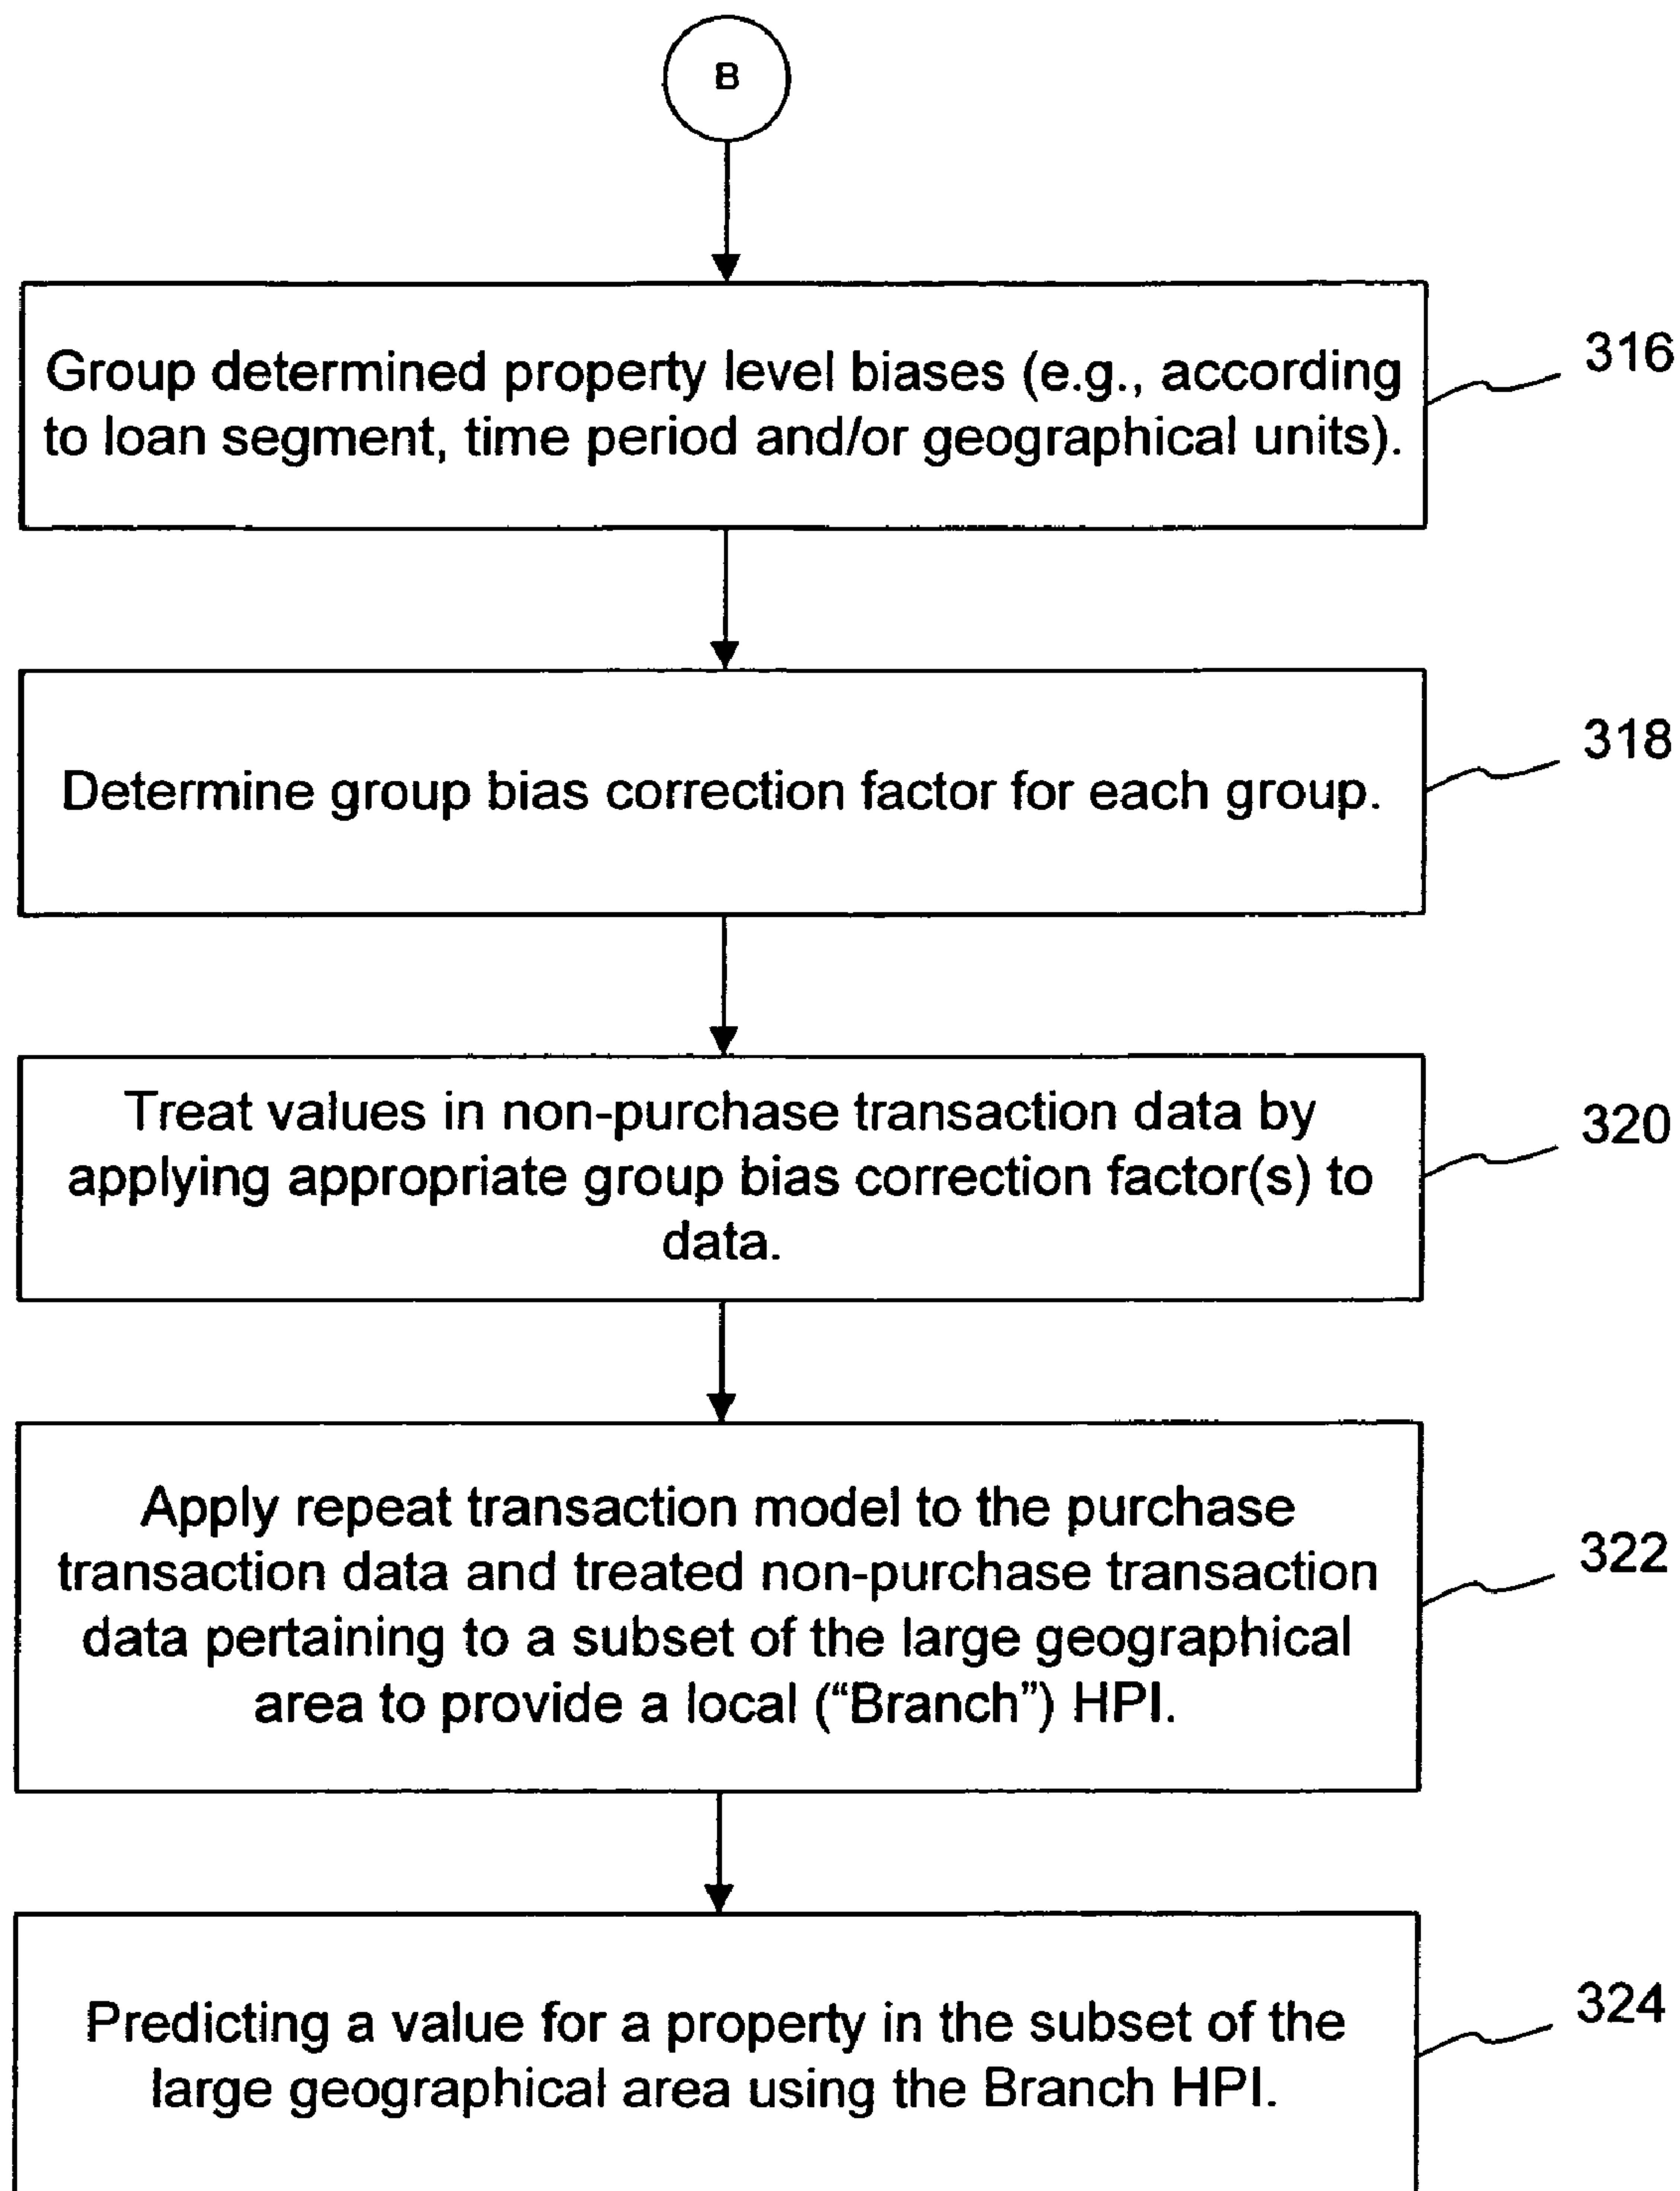 B
Group determined property level biases (e.g., according
to loan segment, time period and/or geographical units).
316
Determine group bias correction factor for each group.
318
Treat values in non-purchase transaction data by
applying appropriate group bias correction factor(s) to
data.
320
Apply repeat transaction model to the purchase
transaction data and treated non-purchase transaction
data pertaining to a subset of the large geographical
area to provide a local (“Branch”) HPI.
322
Predicting a value for a property in the subset of the
large geographical area using the Branch HPI.
324